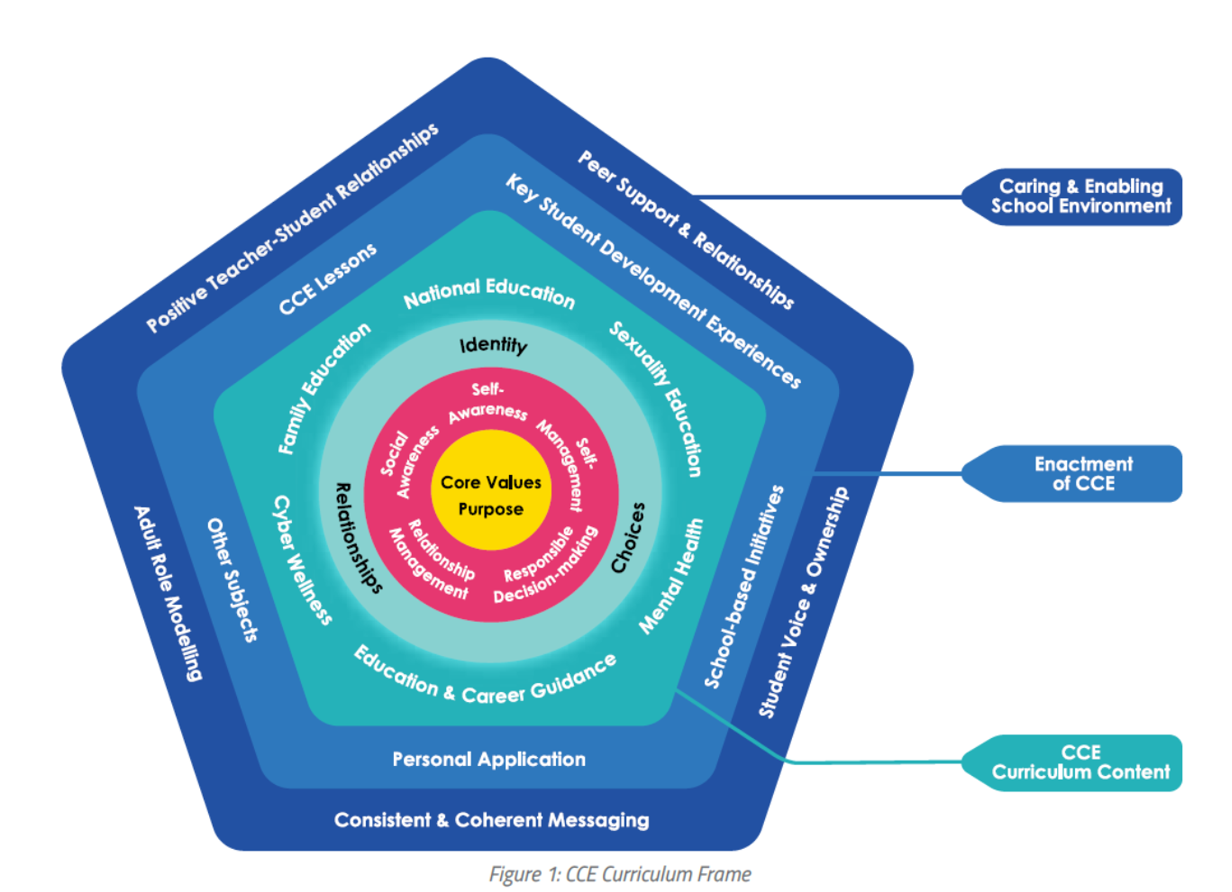 Positive Teacher-Student Relationships
Peer Support & Relationships
Caring & Enabling
School Environment
CCE Lessons
Key Student Development Experiences
National Education
Family Education
Sexuality Education
Identity
Self-
Awareness
Social
Awareness
Self-
Management
Core Values
Purpose
Enactment
of CCE
Relationships
Choices
Relationship
Management
Responsible
Decision-making
Cyber Wellness
Mental Health
Adult Role Modelling
Other Subjects
School-based Initiatives
Student Voice & Ownership
Education & Career Guidance
CCE
Curriculum Content
Personal Application
Consistent & Coherent Messaging
Figure 1: CCE Curriculum Frame